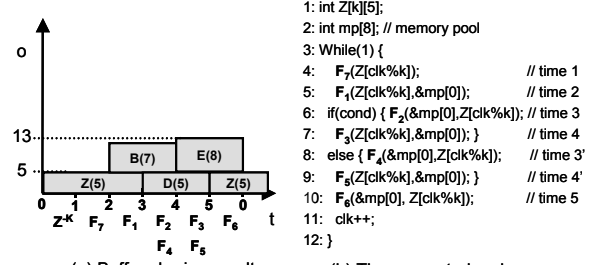 o
13
5
B(7)
E(8)
Z(5)
D(5)
Z(5)
0 1 2 3 4 5 0 t
Z-K F7 F1 F2 F3 F6
F4 F5
1: int Z[k][5];
2: int mp[8]; // memory pool
3: While(1) {
4: F7(Z[clk%k]); // time 1
5: F1(Z[clk%k],&mp[0]); // time 2
6: if(cond) { F2(&mp[0],Z[clk%k]); // time 3
7: F3(Z[clk%k],&mp[0]); } // time 4
8: else { F4(&mp[0],Z[clk%k]); // time 3’
9: F5(Z[clk%k],&mp[0]); } // time 4’
10: F6(&mp[0], Z[clk%k]); // time 5
11: clk++;
12: }